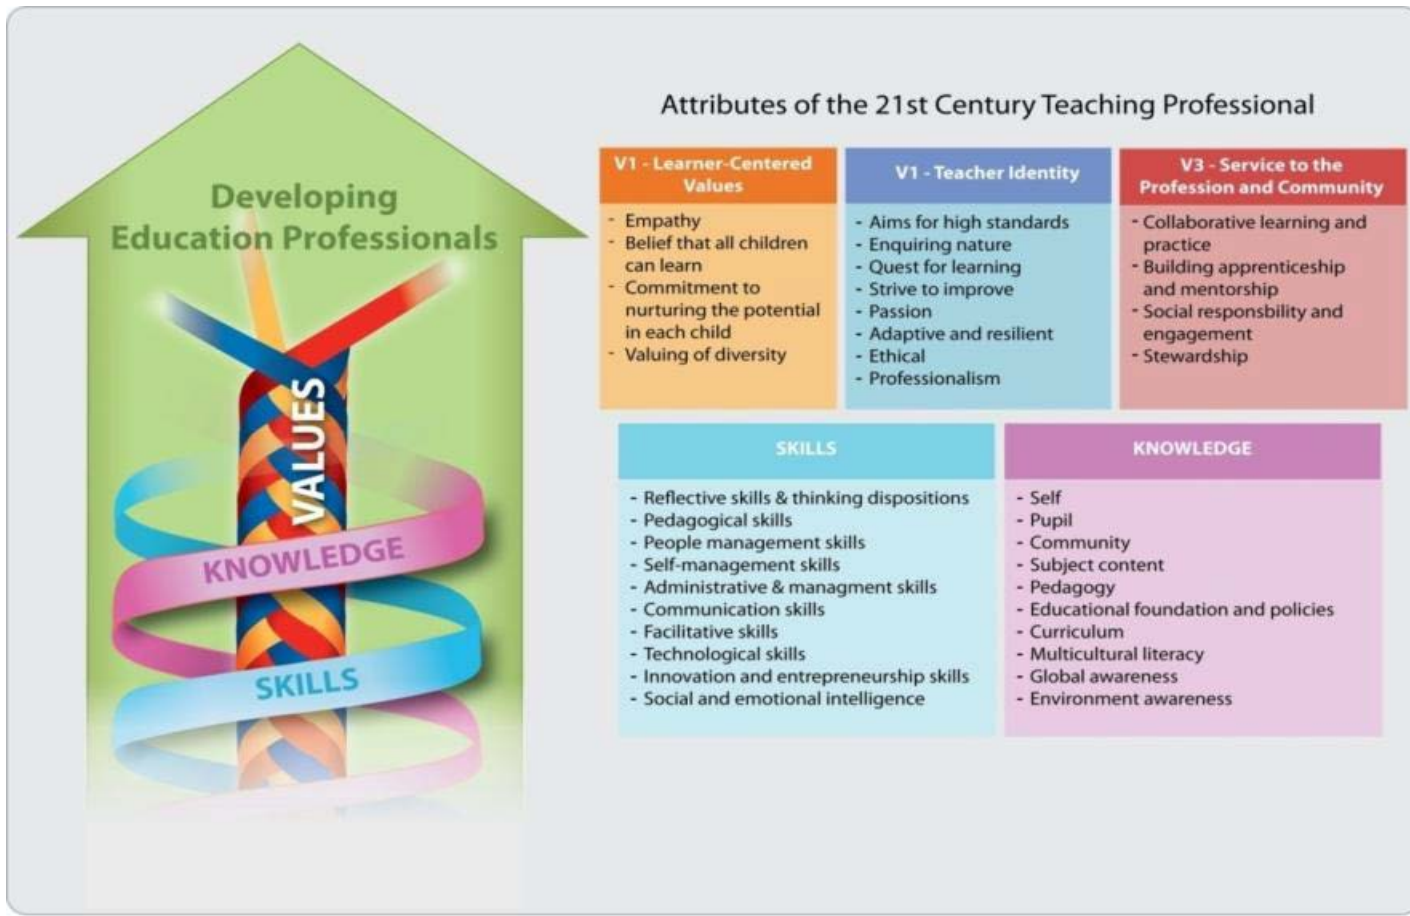 Developing
Education Professionals
VALUES
KNOWLEDGE
SKILLS
Attributes of the 21st Century Teaching Professional
V1 - Learner-Centered
Values
- Empathy
- Belief that all children
can learn
- Commitment to
nurturing the potential
in each child
- Valuing of diversity
V1 - Teacher Identity
- Aims for high standards
- Enquiring nature
- Quest for learning
- Strive to improve
- Passion
- Adaptive and resilient
- Ethical
- Professionalism
V3 - Service to the
Profession and Community
- Collaborative learning and
practice
- Building apprenticeship
and mentorship
- Social responsbility and
engagement
- Stewardship
SKILLS
- Reflective skills & thinking dispositions
- Pedagogical skills
- People management skills
- Self-management skills
- Administrative & managment skills
- Communication skills
- Facilitative skills
- Technological skills
- Innovation and entrepreneurship skills
- Social and emotional intelligence
KNOWLEDGE
- Self
- Pupil
- Community
- Subject content
- Pedagogy
- Educational foundation and policies
- Curriculum
- Multicultural literacy
- Global awareness
- Environment awareness